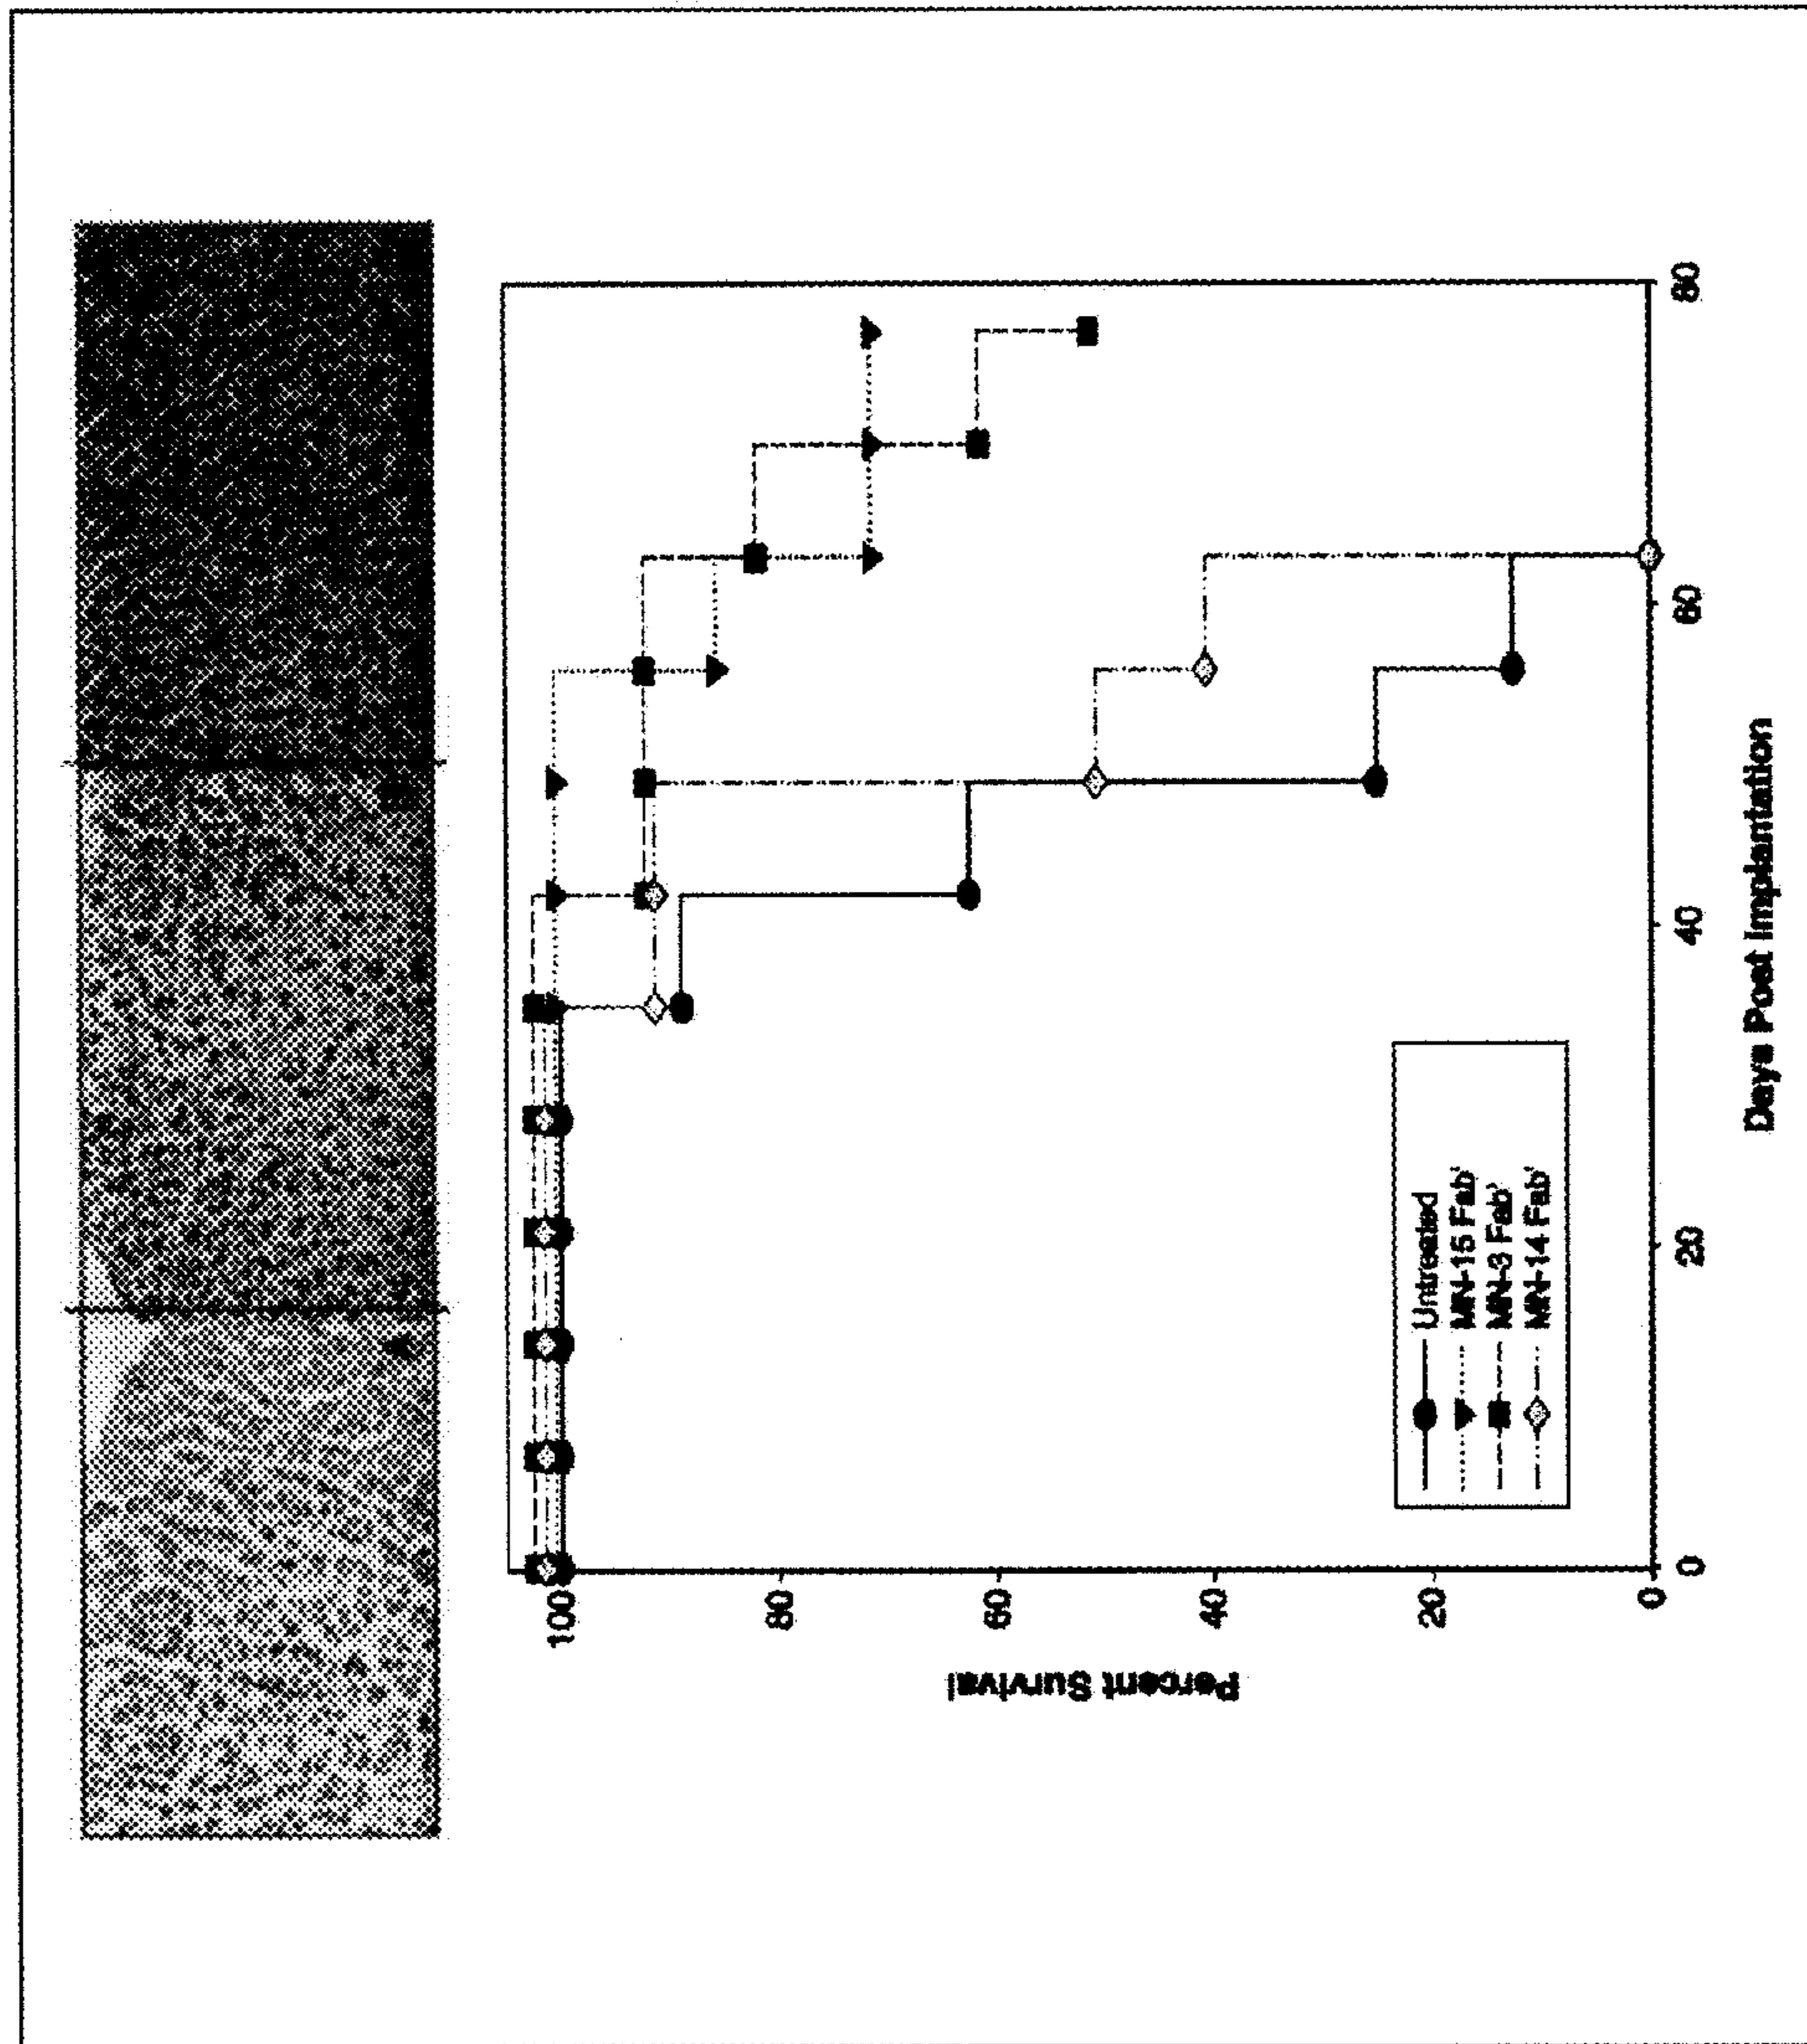 Percent Survival
100
80
60
40
20
0
Untreated
MN-15 Fab'
MN-3 Fab'
MN-14 Fab'
0
20
40
60
80
Days Post Implantation